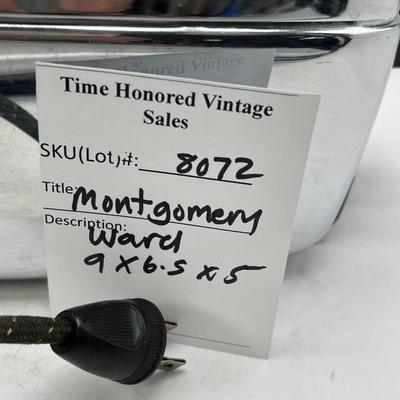 Time Honored Vintage
Sales
SKU(Lot)#: 8072
Title: Montgomery
Description: Ward
9 X 6.5 x 5